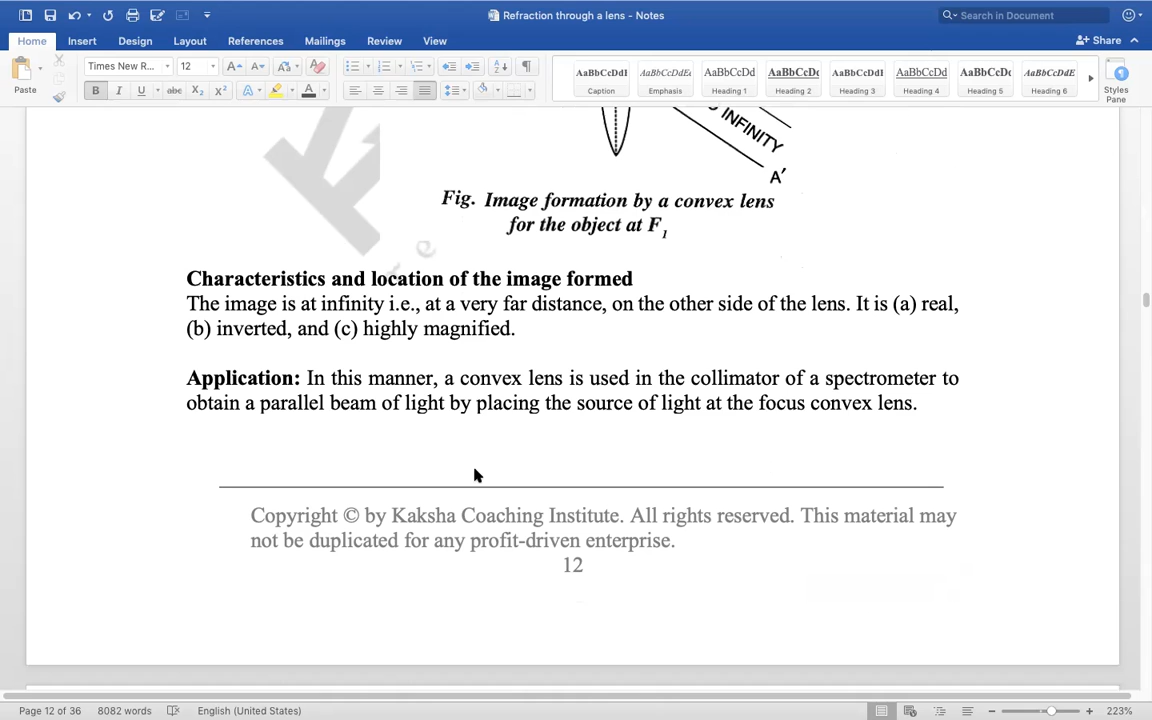 Refraction through a lens - Notes
Search in Document
Home Insert Design Layout References Mailings Review View
Share
Paste
Times New R... 12
AaBbCcDdI AaBbCcDdEe AaBbCcDd AaBbCcDc AaBbCcDdI AaBbCcDd AaBbCcDd AaBbCcDdE
Caption Emphasis Heading 1 Heading 2 Heading 3 Heading 4 Heading 5 Heading 6
Styles
Pane
B I U abc X2 X2 A A
INFINITY
A′
Fig. Image formation by a convex lens
for the object at F1
Characteristics and location of the image formed
The image is at infinity i.e., at a very far distance, on the other side of the lens. It is (a) real,
(b) inverted, and (c) highly magnified.
Application: In this manner, a convex lens is used in the collimator of a spectrometer to
obtain a parallel beam of light by placing the source of light at the focus convex lens.
Copyright © by Kaksha Coaching Institute. All rights reserved. This material may
not be duplicated for any profit-driven enterprise.
12
Page 12 of 36 8082 words English (United States) 223%